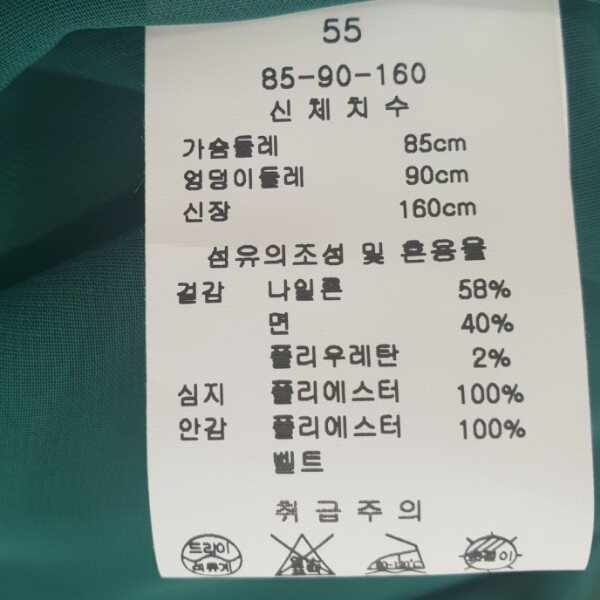 55
85-90-160
신체치수
가슴둘레 85cm
엉덩이둘레 90cm
신장 160cm
섬유의조성 및 혼용율
겉감 나일론 58%
면 40%
폴리우레탄 2%
심지 폴리에스터 100%
안감 폴리에스터 100%
벨트
취급주의
드라이
석유계